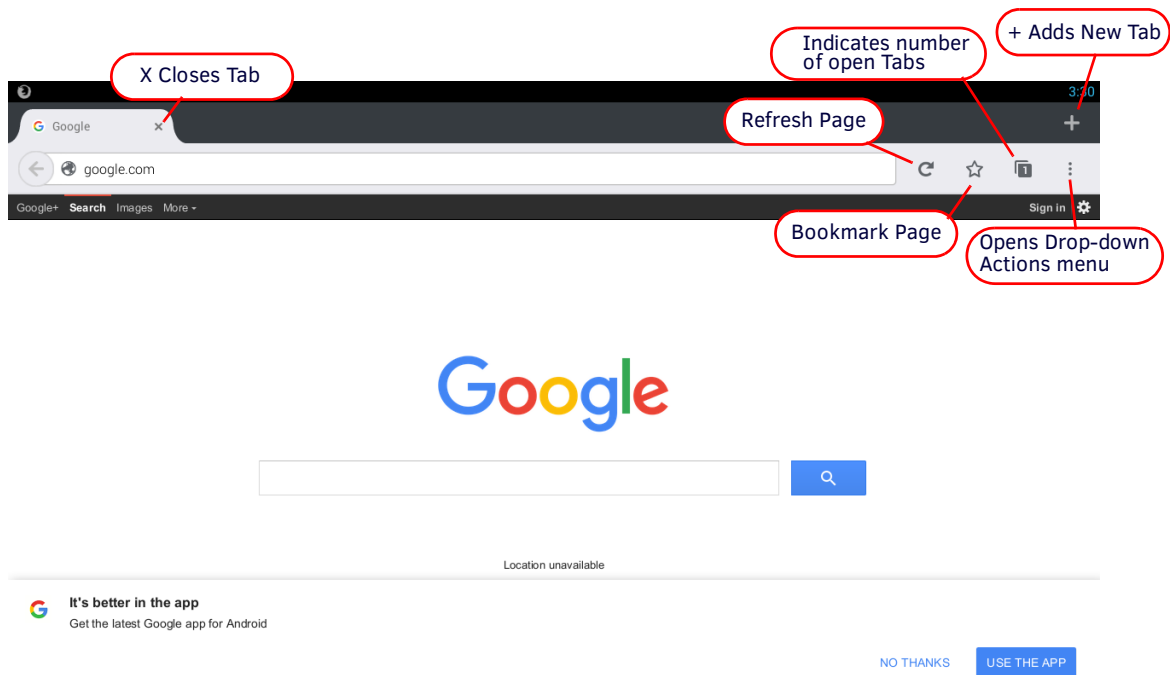 + Adds New Tab
Indicates number
of open Tabs
X Closes Tab
3:30
Refresh Page
G Google
×
+
google.com
1
Google+ Search Images More
Sign in
Bookmark Page
Opens Drop-down
Actions menu
Google
Location unavailable
G
It's better in the app
Get the latest Google app for Android
NO THANKS
USE THE APP